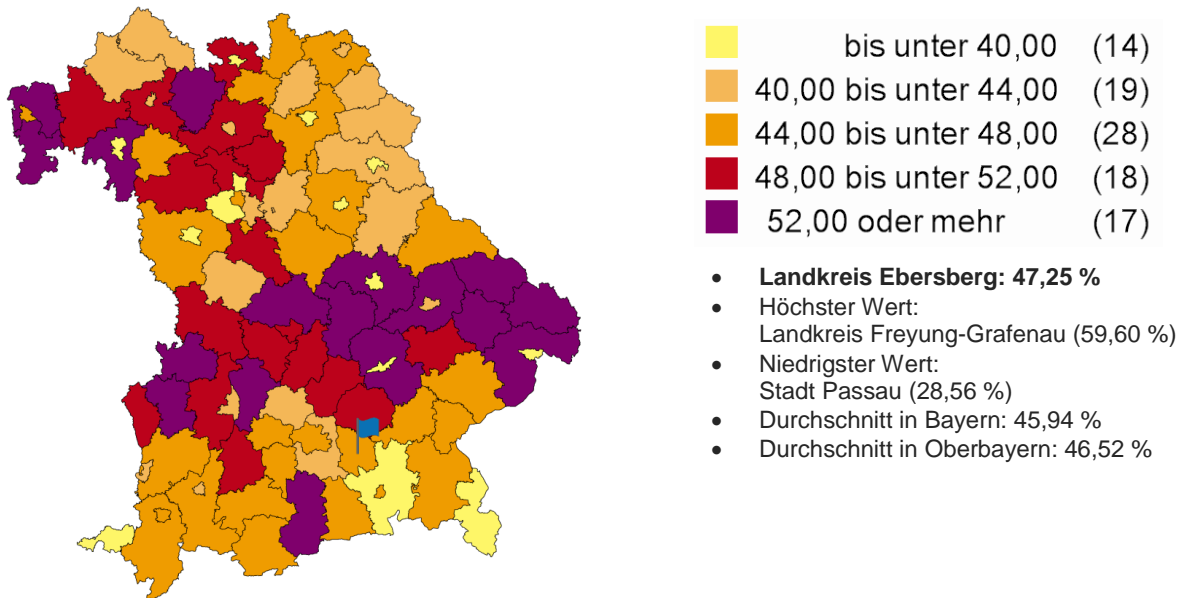 bis unter 40,00 (14)
40,00 bis unter 44,00 (19)
44,00 bis unter 48,00 (28)
48,00 bis unter 52,00 (18)
52,00 oder mehr (17)
• Landkreis Ebersberg: 47,25 %
• Höchster Wert:
Landkreis Freyung-Grafenau (59,60 %)
• Niedrigster Wert:
Stadt Passau (28,56 %)
• Durchschnitt in Bayern: 45,94 %
• Durchschnitt in Oberbayern: 46,52 %